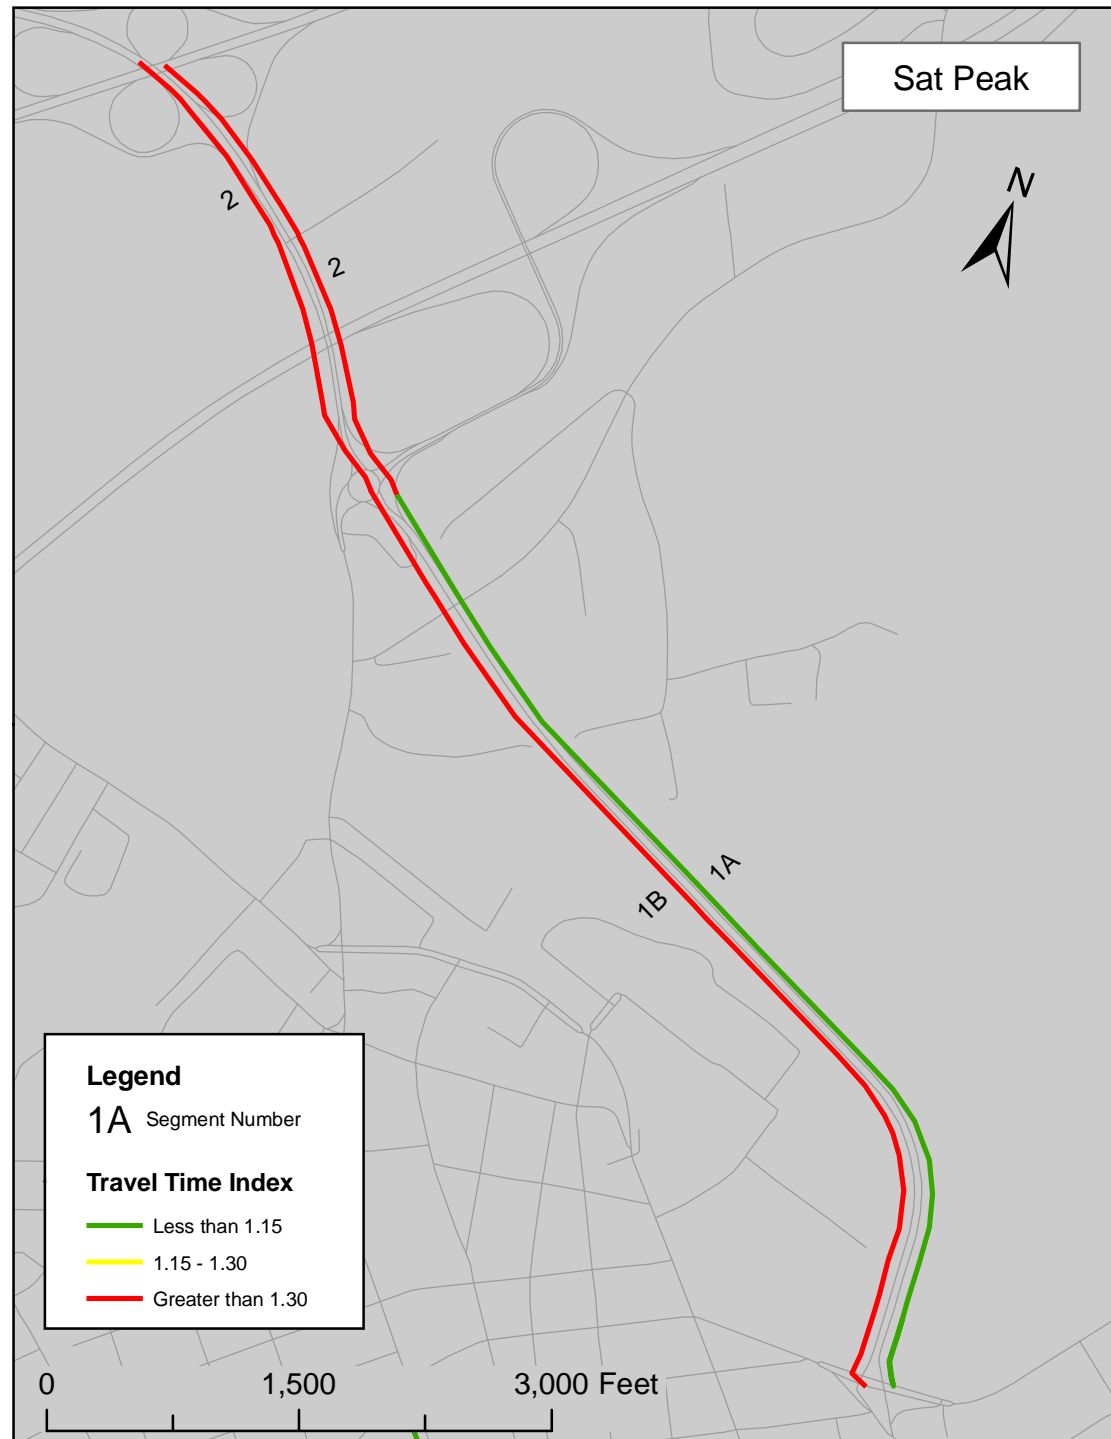 Sat Peak
N
2
2
1A
1B
Legend
1A Segment Number
Travel Time Index
Less than 1.15
1.15 - 1.30
Greater than 1.30
0 1,500 3,000 Feet